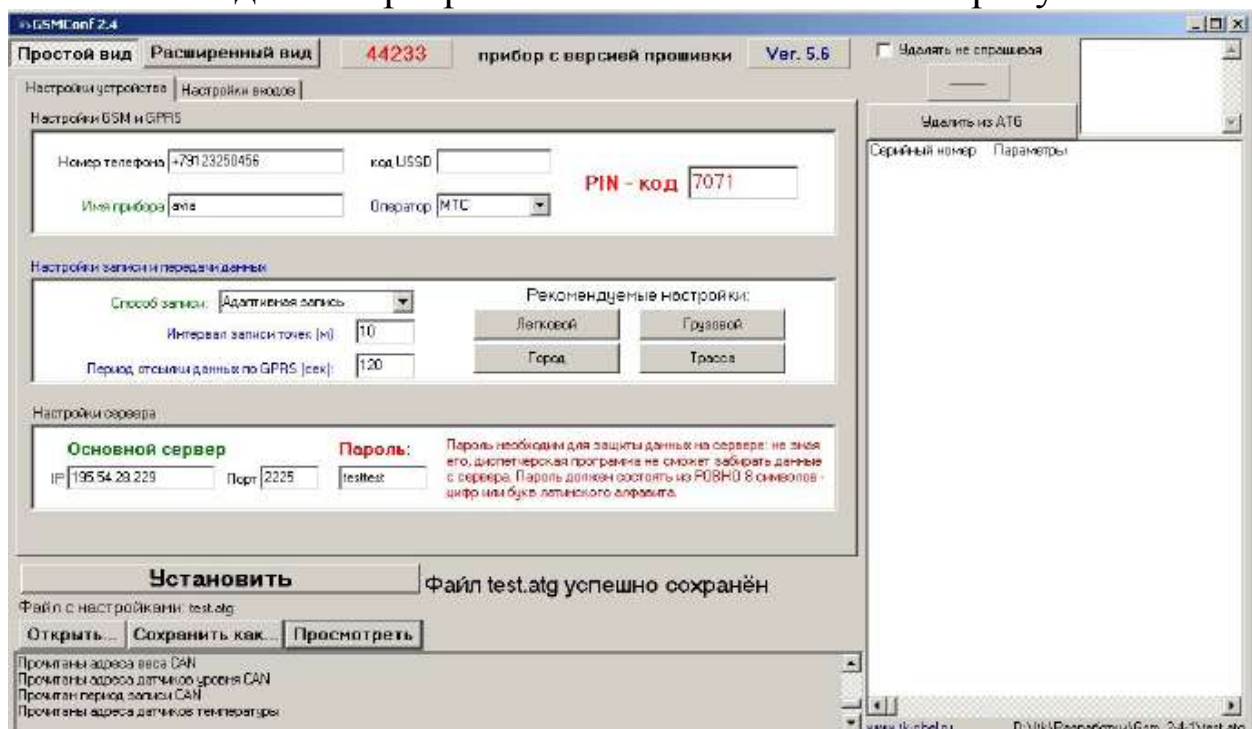 GSMConf 2.4
Простой вид Расширенный вид 44233 прибор с версией прошивки Ver. 5.6 Удалять не спрашивая
Настройки устройства Настройки входов
Настройки GSM и GPRS Удалить из АТG
Серийный номер Параметры
Номер телефона +79123250456 код USSD PIN - код 7071
Имя прибора avia Оператор МТС
Настройки записи и передачи данных
Способ записи: Адаптивная запись Рекомендуемые настройки:
Интервал записи точек (м) 10 Легковой Грузовой
Период отсылки данных по GPRS (сек): 120 Город Трасса
Настройки сервера
Основной сервер Пароль: Пароль необходим для защиты данных на сервере: не зная
его, диспетчерская программа не сможет забирать данные
IP 195.54.28.229 Порт 2225 testtest с сервера. Пароль должен состоять из РОВНО 8 символов -
цифр или букв латинского алфавита.
Установить Файл test.atg успешно сохранён
Файл с настройками: test.atg
Открыть... Сохранить как... Просмотреть
Прочитаны адреса веса CAN
Прочитаны адреса датчиков уровня CAN
Прочитан период записи CAN
Прочитаны адреса датчиков температуры